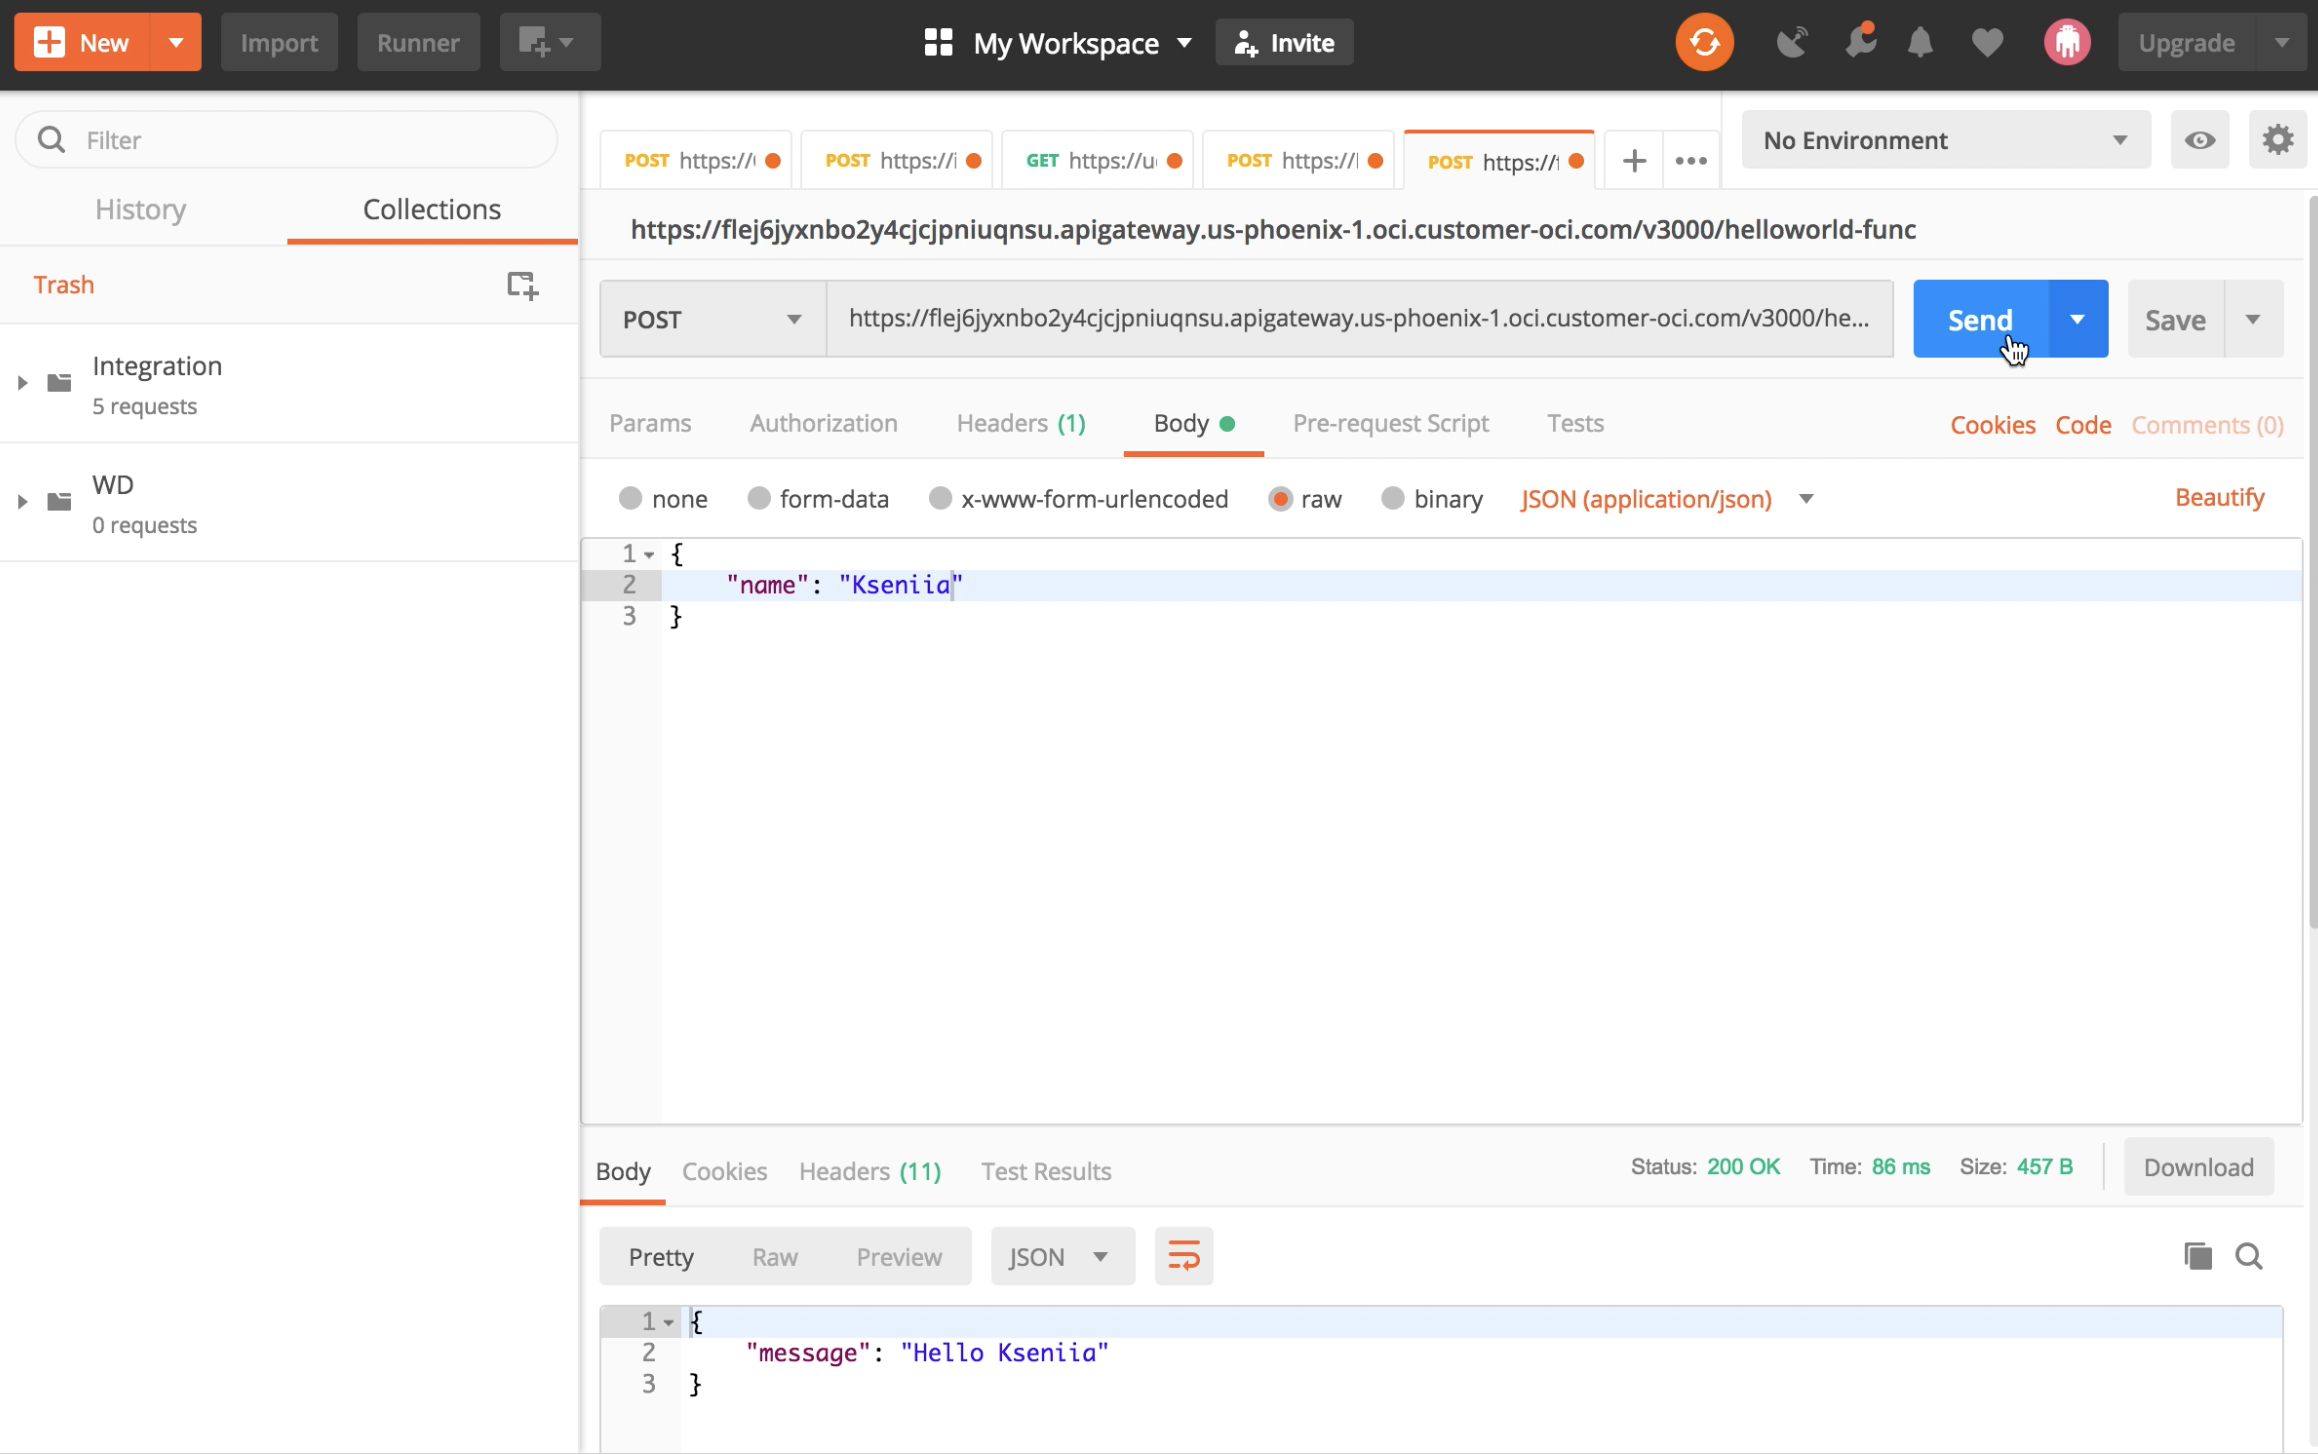 New Import Runner My Workspace Invite Upgrade
Filter
History Collections
Trash
Integration
5 requests
WD
0 requests
POST https:// POST https://i GET https://u POST https://l POST https://f + ••• No Environment
https://flej6jyxnbo2y4cjcjpniuqnsu.apigateway.us-phoenix-1.oci.customer-oci.com/v3000/helloworld-func
POST https://flej6jyxnbo2y4cjcjpniuqnsu.apigateway.us-phoenix-1.oci.customer-oci.com/v3000/he... Send Save
Params Authorization Headers (1) Body Pre-request Script Tests Cookies Code Comments (0)
none form-data x-www-form-urlencoded raw binary JSON (application/json) Beautify
1 {
2 "name": "Kseniia"
3 }
Body Cookies Headers (11) Test Results Status: 200 OK Time: 86 ms Size: 457 B Download
Pretty Raw Preview JSON
1 {
2 "message": "Hello Kseniia"
3 }